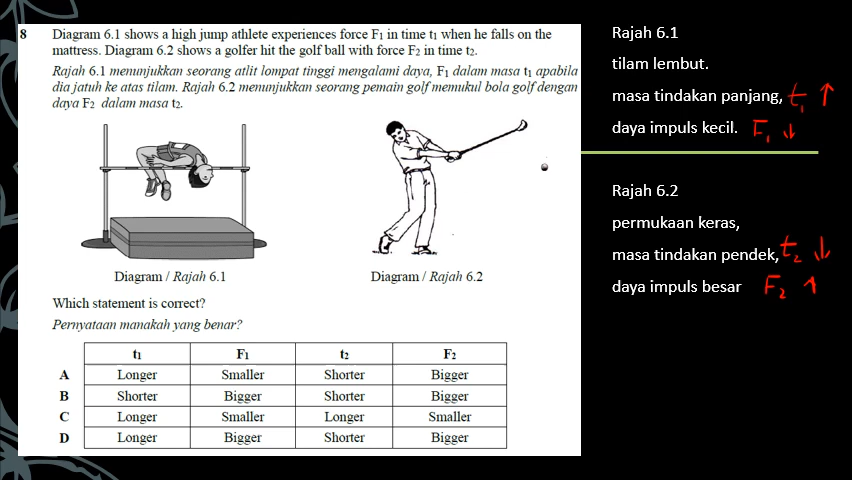 8 Diagram 6.1 shows a high jump athlete experiences force F₁ in time t₁ when he falls on the
mattress. Diagram 6.2 shows a golfer hit the golf ball with force F₂ in time t₂.
Rajah 6.1 menunjukkan seorang atlit lompat tinggi mengalami daya, F₁ dalam masa t₁ apabila
dia jatuh ke atas tilam. Rajah 6.2 menunjukkan seorang pemain golf memukul bola golf dengan
daya F₂ dalam masa t₂.
Diagram / Rajah 6.1
Diagram / Rajah 6.2
Which statement is correct?
Pernyataan manakah yang benar?
t₁ F₁ t₂ F₂
A Longer Smaller Shorter Bigger
B Shorter Bigger Shorter Bigger
C Longer Smaller Longer Smaller
D Longer Bigger Shorter Bigger
Rajah 6.1
tilam lembut.
masa tindakan panjang, t₁ ↑
daya impuls kecil. F₁ ↓
Rajah 6.2
permukaan keras,
masa tindakan pendek, t₂ ↓
daya impuls besar F₂ ↑